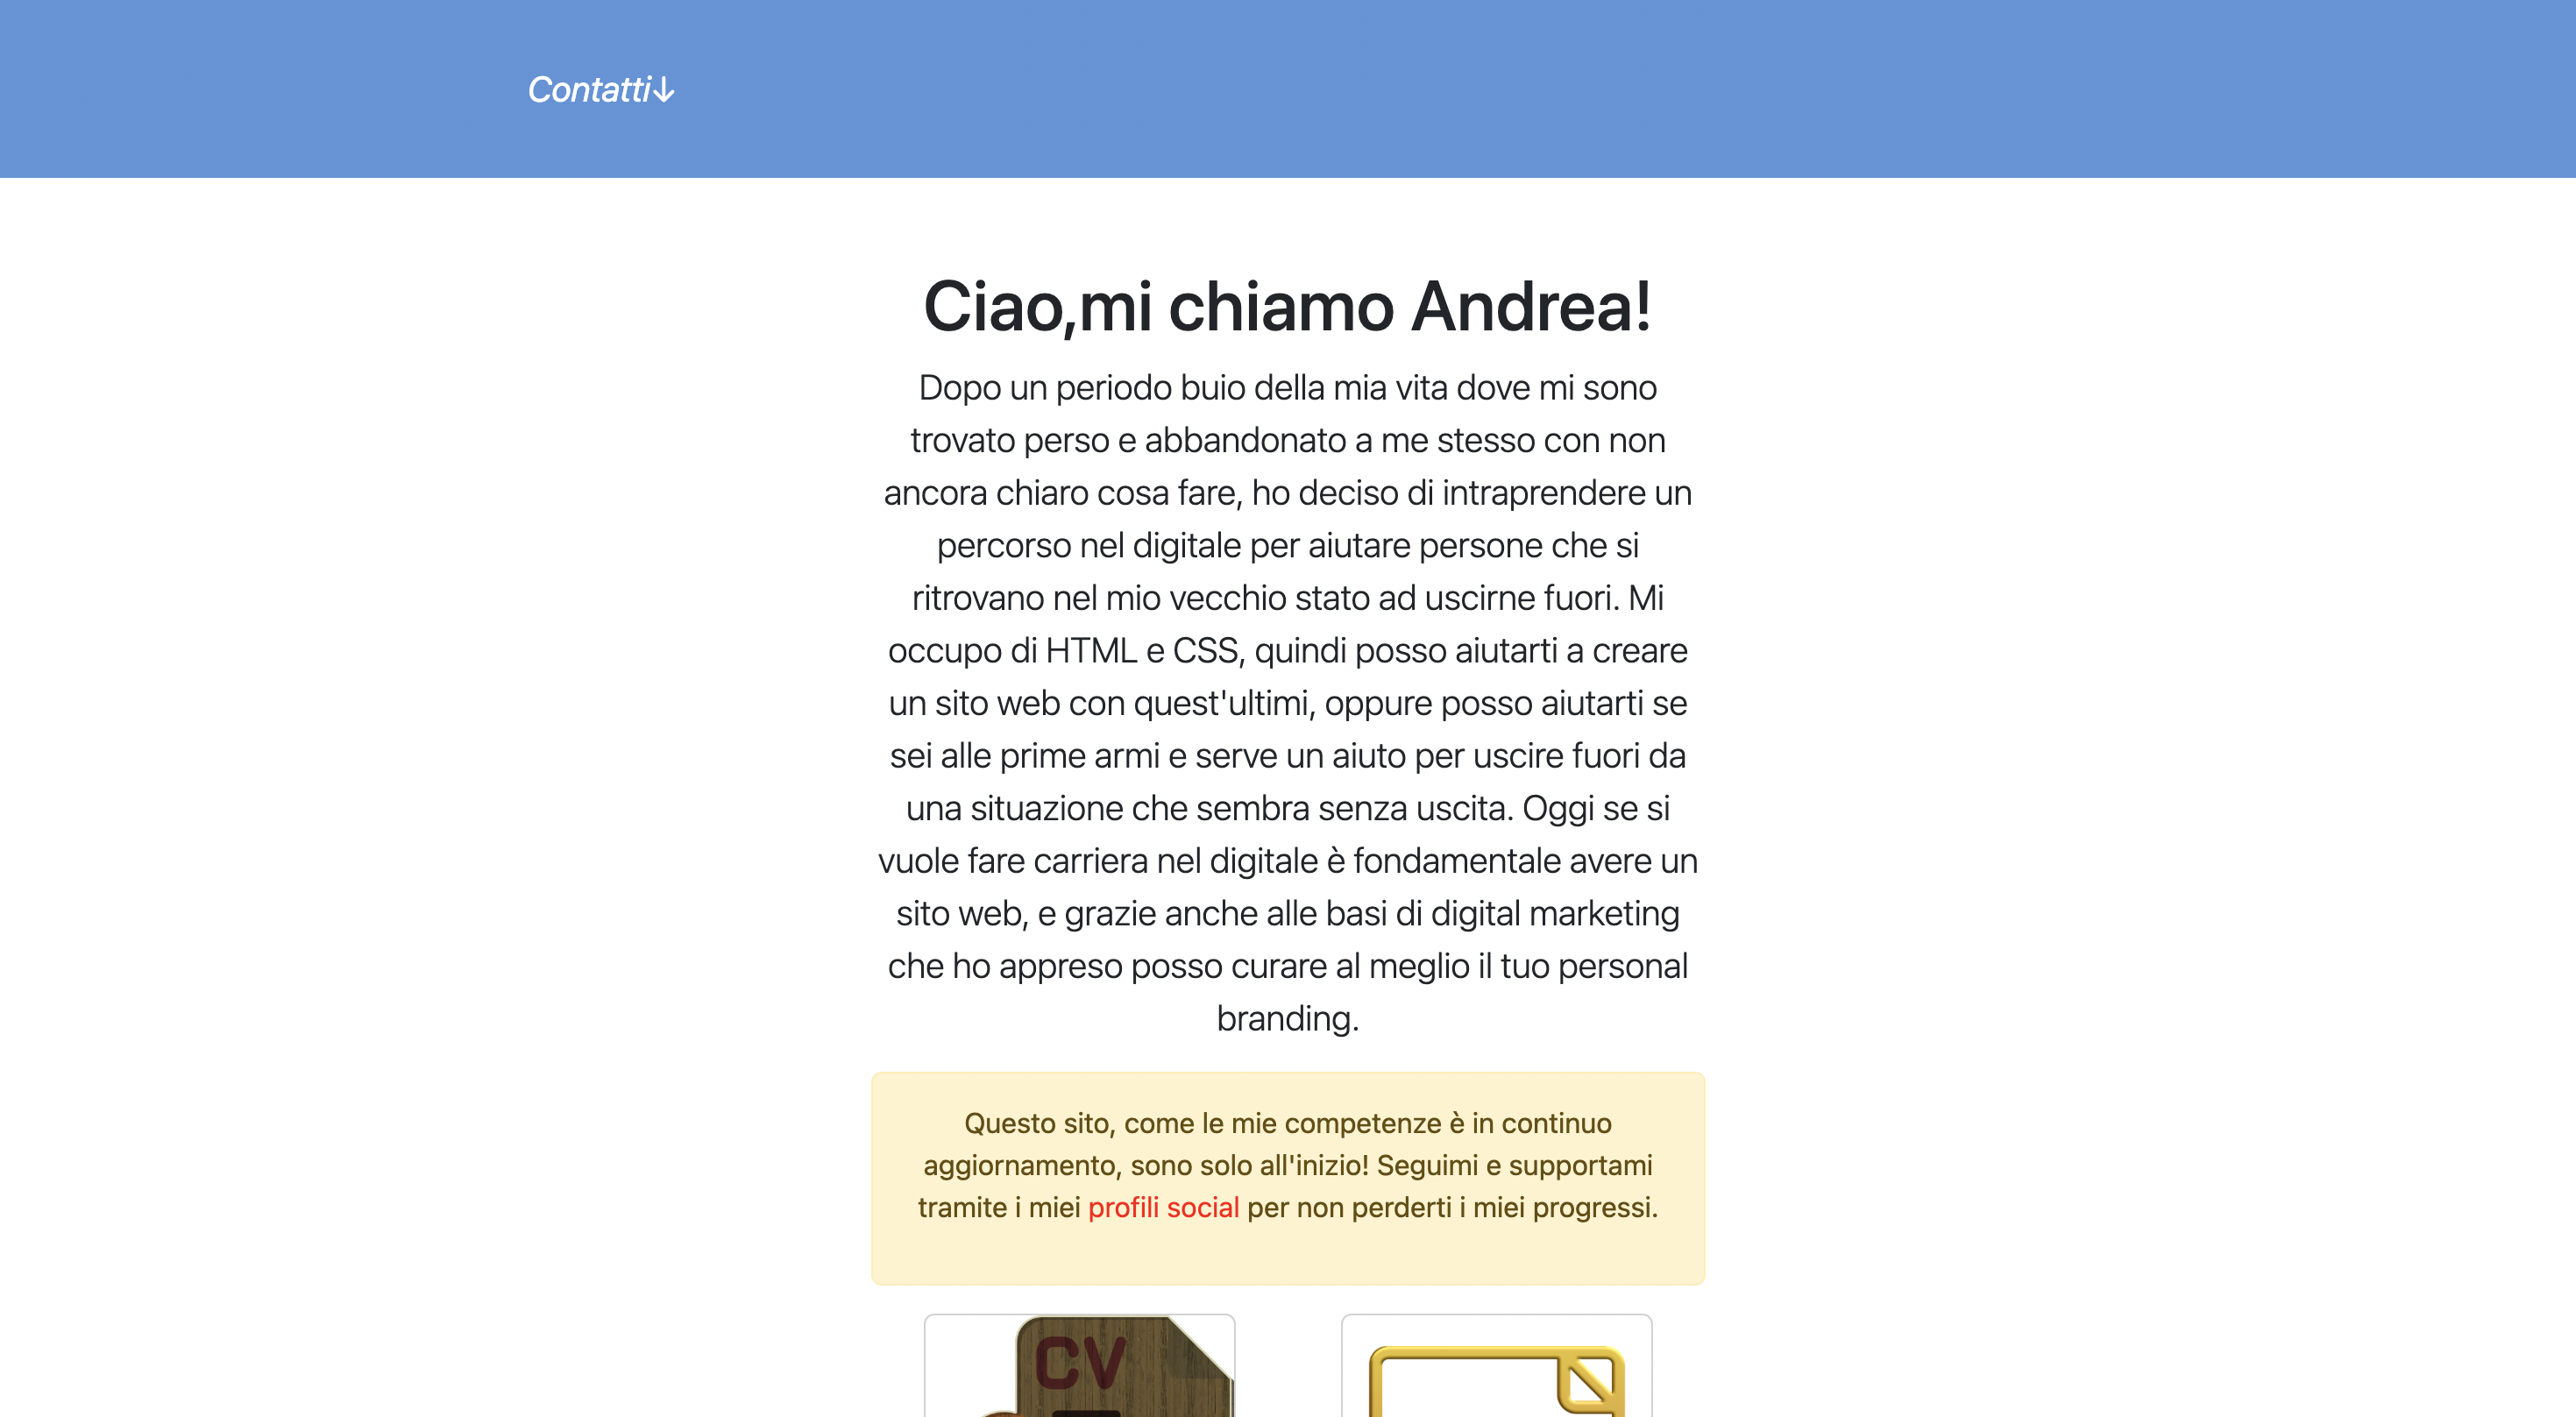 Contatti↓
Ciao,mi chiamo Andrea!
Dopo un periodo buio della mia vita dove mi sono
trovato perso e abbandonato a me stesso con non
ancora chiaro cosa fare, ho deciso di intraprendere un
percorso nel digitale per aiutare persone che si
ritrovano nel mio vecchio stato ad uscirne fuori. Mi
occupo di HTML e CSS, quindi posso aiutarti a creare
un sito web con quest'ultimi, oppure posso aiutarti se
sei alle prime armi e serve un aiuto per uscire fuori da
una situazione che sembra senza uscita. Oggi se si
vuole fare carriera nel digitale è fondamentale avere un
sito web, e grazie anche alle basi di digital marketing
che ho appreso posso curare al meglio il tuo personal
branding.
Questo sito, come le mie competenze è in continuo
aggiornamento, sono solo all'inizio! Seguimi e supportami
tramite i miei profili social per non perderti i miei progressi.
CV